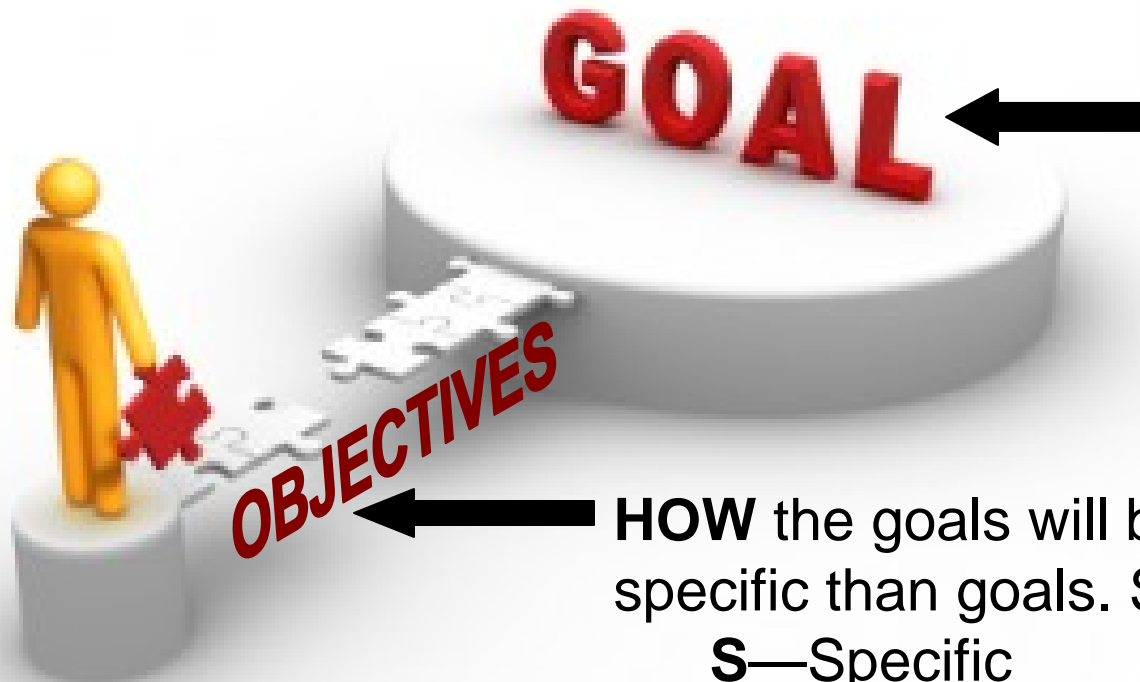 GOAL
OBJECTIVES
HOW the goals will b
specific than goals. S
S—Specific